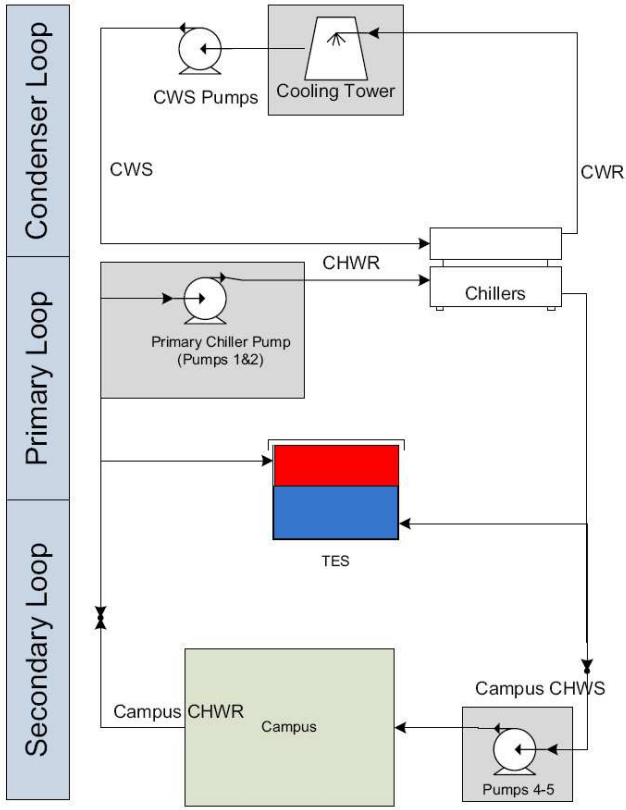 Condenser Loop
CWS Pumps
Cooling Tower
CWS
CWR
Primary Loop
CHWR
Chillers
Primary Chiller Pump
(Pumps 1&2)
TES
Secondary Loop
Campus CHWR
Campus
Campus CHWS
Pumps 4-5